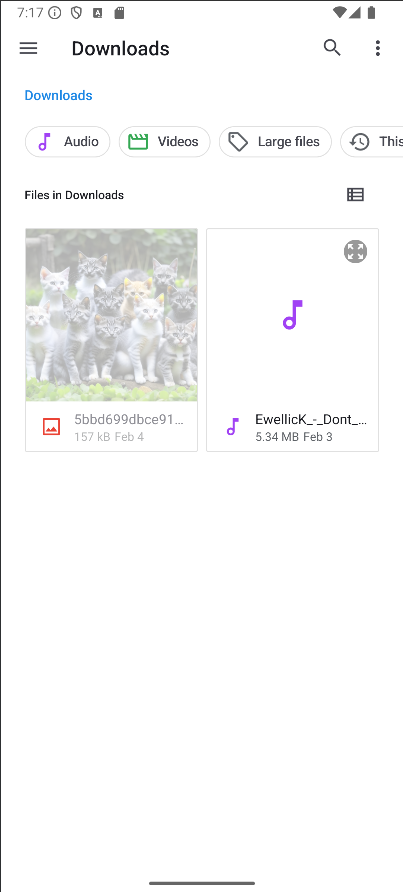 7:17
Downloads
Downloads
Audio
Videos
Large files
This
Files in Downloads
5bbd699dbce91...
157 kB Feb 4
EwellicK_-_Dont_...
5.34 MB Feb 3